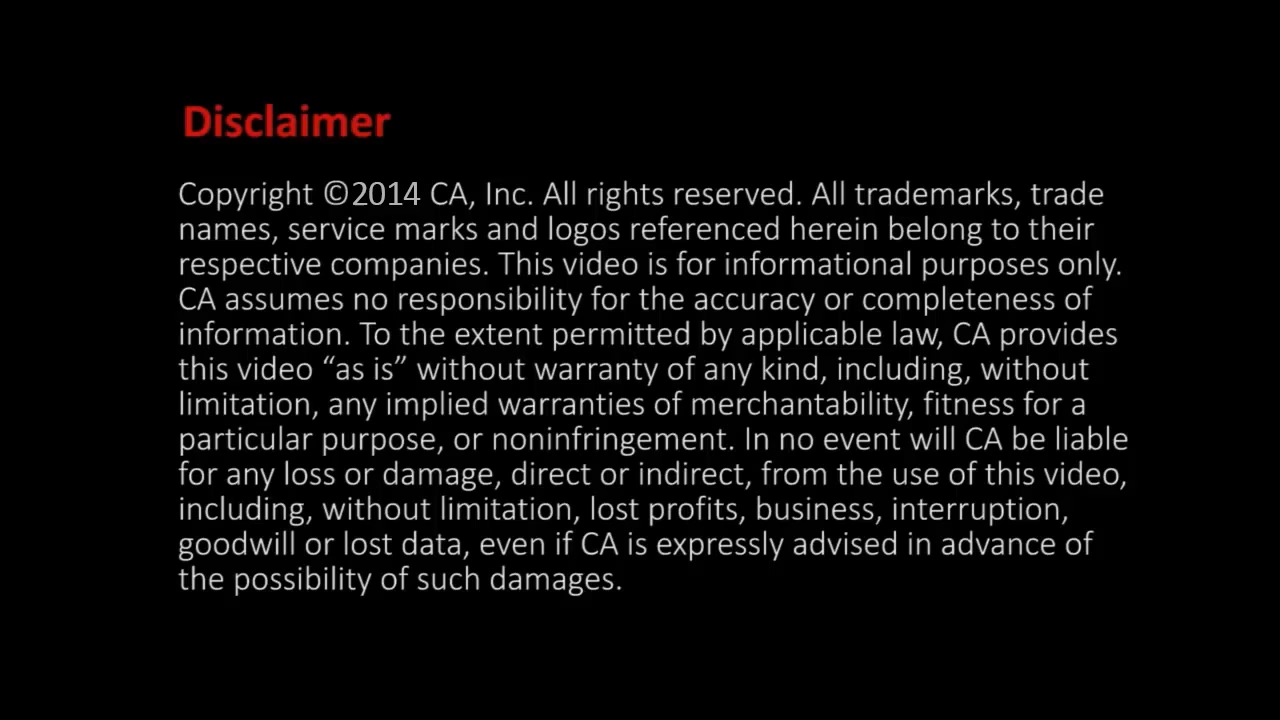 Disclaimer
Copyright ©2014 CA, Inc. All rights reserved. All trademarks, trade
names, service marks and logos referenced herein belong to their
respective companies. This video is for informational purposes only.
CA assumes no responsibility for the accuracy or completeness of
information. To the extent permitted by applicable law, CA provides
this video “as is” without warranty of any kind, including, without
limitation, any implied warranties of merchantability, fitness for a
particular purpose, or noninfringement. In no event will CA be liable
for any loss or damage, direct or indirect, from the use of this video,
including, without limitation, lost profits, business, interruption,
goodwill or lost data, even if CA is expressly advised in advance of
the possibility of such damages.